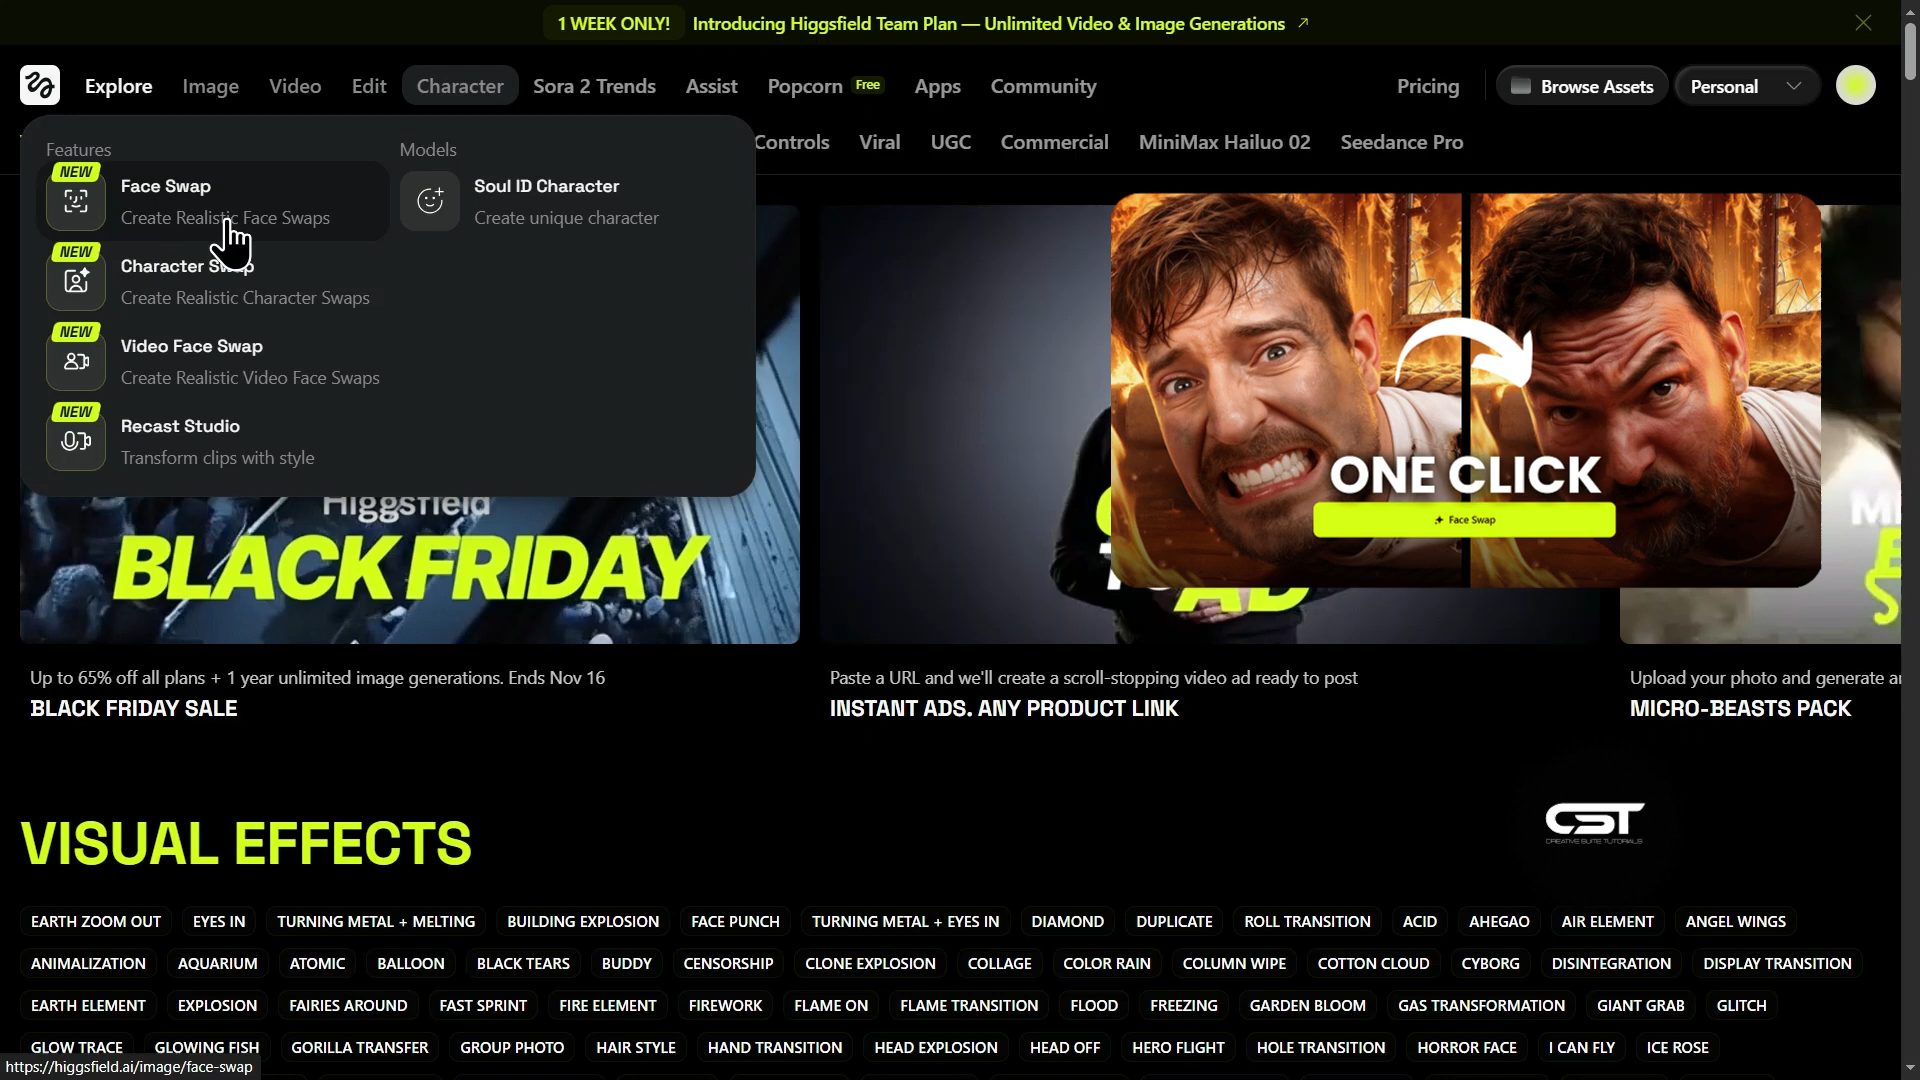 1 WEEK ONLY! Introducing Higgsfield Team Plan — Unlimited Video & Image Generations ↗
Explore Image Video Edit Character Sora 2 Trends Assist Popcorn Free Apps Community Pricing Browse Assets Personal
Controls Viral UGC Commercial MiniMax Hailuo 02 Seedance Pro
Features Models
NEW
Face Swap
Create Realistic Face Swaps
Soul ID Character
Create unique character
NEW
Character Swap
Create Realistic Character Swaps
NEW
Video Face Swap
Create Realistic Video Face Swaps
NEW
Recast Studio
Transform clips with style
ONE CLICK
Face Swap
Higgsfield
BLACK FRIDAY
AD
Up to 65% off all plans + 1 year unlimited image generations. Ends Nov 16
BLACK FRIDAY SALE
Paste a URL and we'll create a scroll-stopping video ad ready to post
INSTANT ADS. ANY PRODUCT LINK
Upload your photo and generate
MICRO-BEASTS PACK
CST
CREATIVE SUITE TUTORIALS
VISUAL EFFECTS
EARTH ZOOM OUT EYES IN TURNING METAL + MELTING BUILDING EXPLOSION FACE PUNCH TURNING METAL + EYES IN DIAMOND DUPLICATE ROLL TRANSITION ACID AHEGAO AIR ELEMENT ANGEL WINGS
ANIMALIZATION AQUARIUM ATOMIC BALLOON BLACK TEARS BUDDY CENSORSHIP CLONE EXPLOSION COLLAGE COLOR RAIN COLUMN WIPE COTTON CLOUD CYBORG DISINTEGRATION DISPLAY TRANSITION
EARTH ELEMENT EXPLOSION FAIRIES AROUND FAST SPRINT FIRE ELEMENT FIREWORK FLAME ON FLAME TRANSITION FLOOD FREEZING GARDEN BLOOM GAS TRANSFORMATION GIANT GRAB GLITCH
GLOW TRACE GLOWING FISH GORILLA TRANSFER GROUP PHOTO HAIR STYLE HAND TRANSITION HEAD EXPLOSION HEAD OFF HERO FLIGHT HOLE TRANSITION HORROR FACE I CAN FLY ICE ROSE
https://higgsfield.ai/image/face-swap